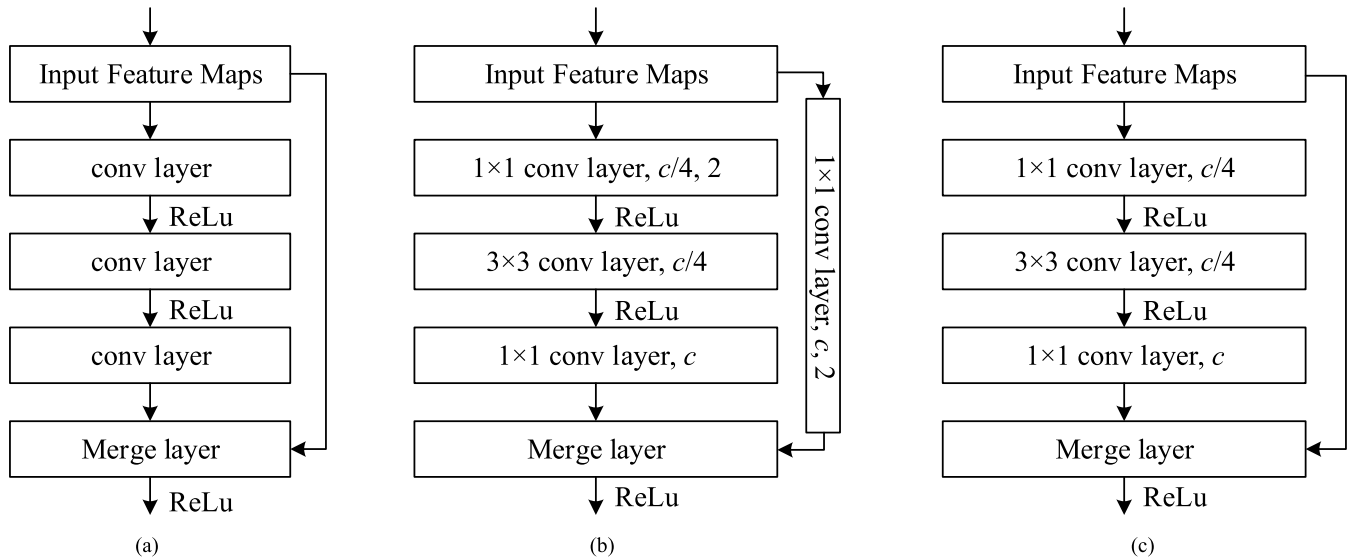 Input Feature Maps
conv layer
ReLu
conv layer
ReLu
conv layer
Merge layer
ReLu
(a)
Input Feature Maps
1×1 conv layer, c/4, 2
ReLu
3×3 conv layer, c/4
ReLu
1×1 conv layer, c
Merge layer
ReLu
1×1 conv layer, c, 2
(b)
Input Feature Maps
1×1 conv layer, c/4
ReLu
3×3 conv layer, c/4
ReLu
1×1 conv layer, c
Merge layer
ReLu
(c)